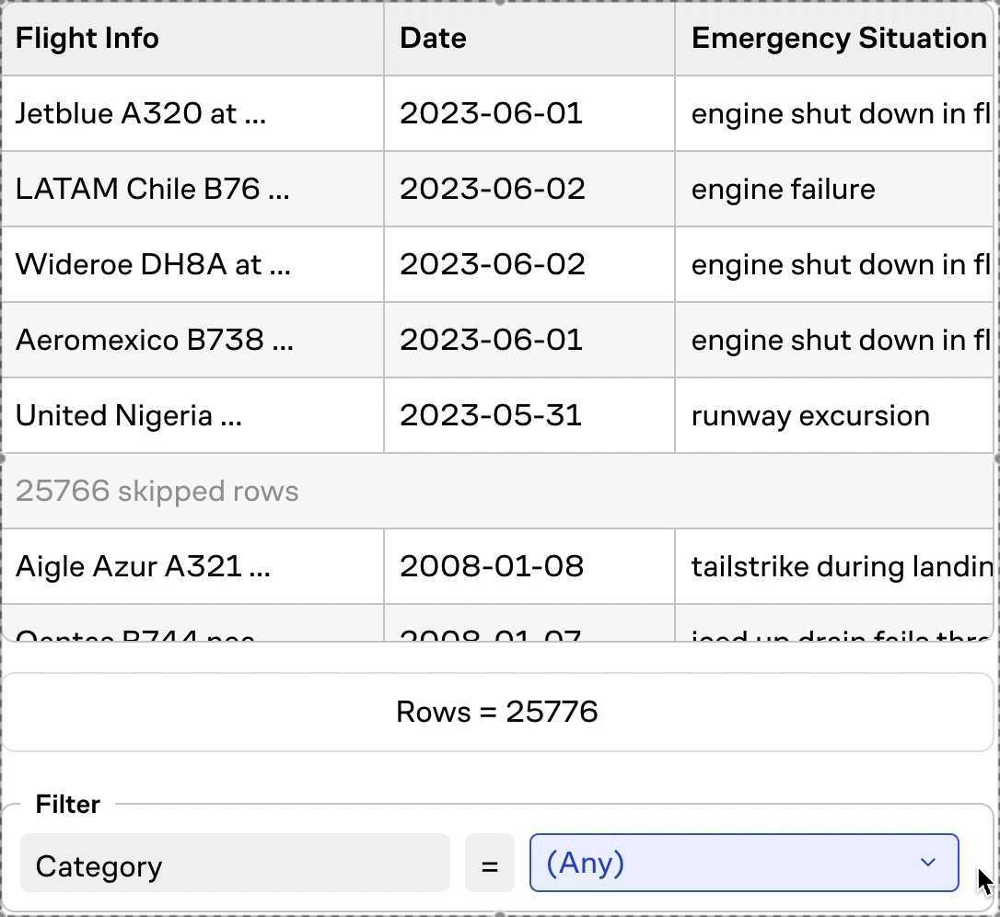 Flight Info Date Emergency Situation
Jetblue A320 at ... 2023-06-01 engine shut down in fl
LATAM Chile B76 ... 2023-06-02 engine failure
Wideroe DH8A at ... 2023-06-02 engine shut down in fl
Aeromexico B738 ... 2023-06-01 engine shut down in fl
United Nigeria ... 2023-05-31 runway excursion
25766 skipped rows
Aigle Azur A321 ... 2008-01-08 tailstrike during landin
Qantas B744 nea 2008-01-07 iced up drain fails thro
Rows = 25776
Filter
Category = (Any)